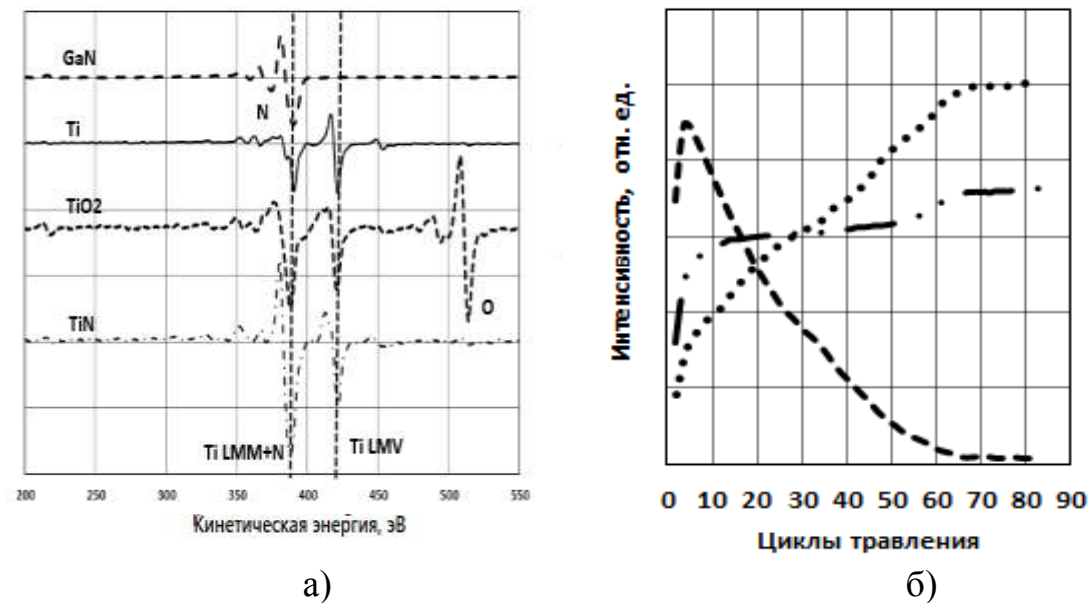 GaN
N
Ti
TiO2
O
TiN
Ti LMM+N
Ti LMV
200 250 300 350 400 450 500 550
Кинетическая энергия, эВ
а)
Интенсивность, отн. ед.
0 10 20 30 40 50 60 70 80 90
Циклы травления
б)